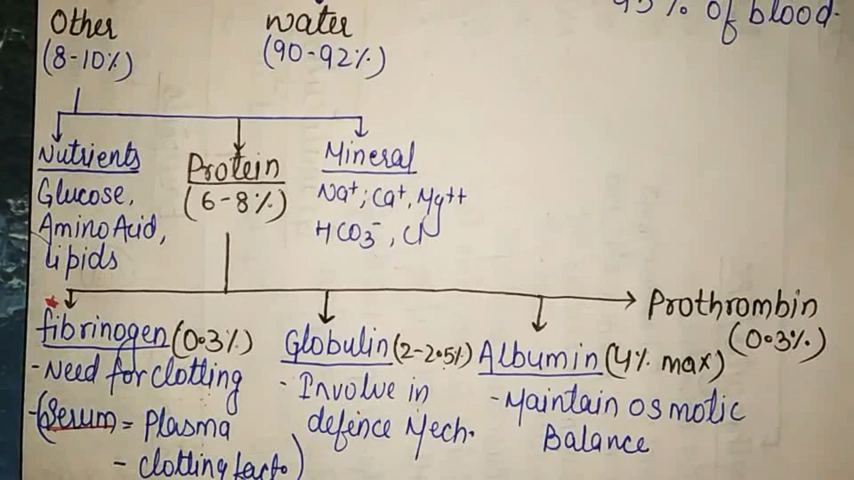 95% of blood.
Other
(8-10%)
water
(90-92%)
Nutrients
Glucose,
Amino Acid,
Lipids
Protein
(6-8%)
Mineral
Na⁺; Ca⁺, Mg⁺⁺
HCO₃⁻, Cl⁻
Prothrombin
(0.3%)
*
fibrinogen (0.3%)
- Need for clotting
- (Serum = Plasma
- clotting facto)
Globulin (2-2.5%)
- Involve in
defence Mech.
Albumin (4% max)
- Maintain osmotic
Balance